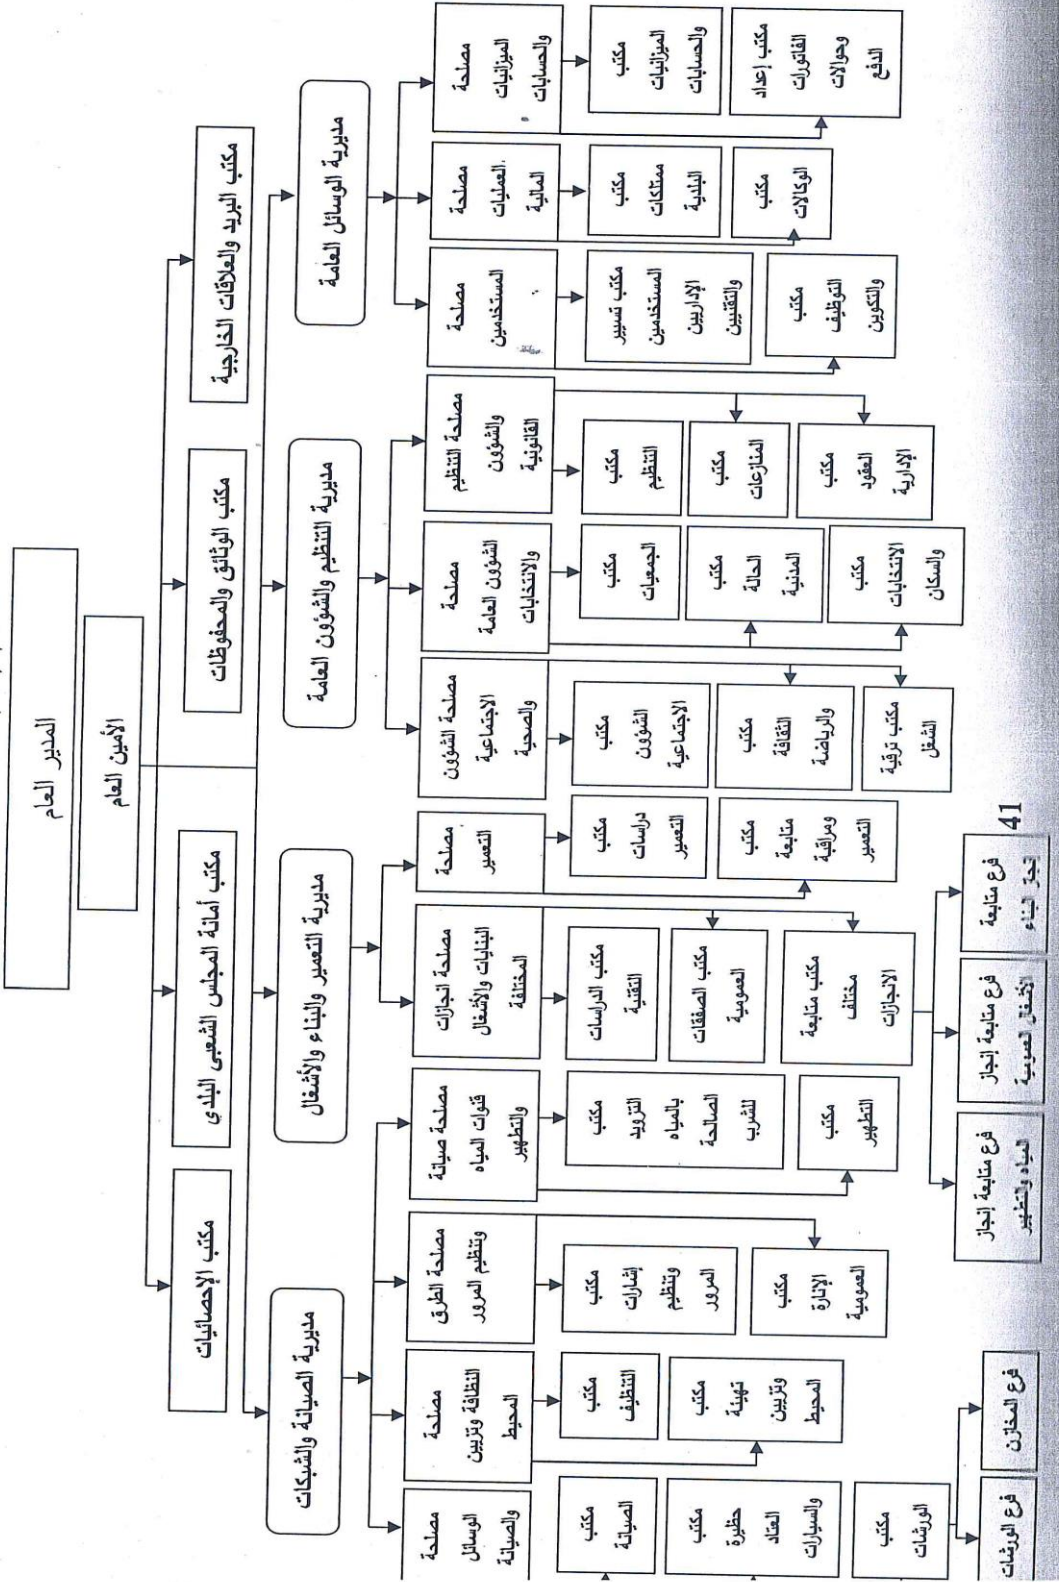 المدير العام
الأمين العام
مكتب البريد والعلاقات الخارجية
مكتب الوثائق والمحفوظات
مكتب أمانة المجلس الشعبي البلدي
مكتب الإحصائيات
مديرية الوسائل العامة
مديرية التنظيم والشؤون العامة
مديرية التعمير والبناء والأشغال
مديرية الصيانة والشبكات
مصلحة
الميزانيات
والحسابات
مصلحة
العمليات
المالية
مصلحة
المستخدمين
مصلحة التنظيم
والشؤون
القانونية
مصلحة
الشؤون العامة
والانتخابات
مصلحة الشؤون
الاجتماعية
والصحية
مصلحة
التعمير
مصلحة انجازات
البنايات والأشغال
المختلفة
مصلحة صيانة
قنوات المياه
والتطهير
مصلحة الطرق
وتنظيم المرور
مصلحة
النظافة وتزيين
المحيط
مصلحة
الوسائل
والصيانة
مكتب
الميزانيات
والحسابات
مكتب إعداد
الفاتورات
وحوالات
الدفع
مكتب
ممتلكات
البلدية
مكتب
الوكالات
مكتب تسيير
المستخدمين
الإداريين
والتقنيين
مكتب
التوظيف
والتكوين
مكتب
التنظيم
مكتب
المنازعات
مكتب
العقود
الإدارية
مكتب
الجمعيات
مكتب
الحالة
المدنية
مكتب
الانتخابات
والسكان
مكتب
الشؤون
الاجتماعية
مكتب
الثقافة
والرياضة
مكتب ترقية
الشغل
مكتب
دراسات
التعمير
مكتب
متابعة
ومراقبة
التعمير
مكتب الدراسات
التقنية
مكتب الصفقات
العمومية
مكتب متابعة
مختلف
الانجازات
مكتب
التزويد
بالمياه
الصالحة
للشرب
مكتب
التطهير
مكتب
إشارات
وتنظيم
المرور
مكتب
الإنارة
العمومية
مكتب
التنظيف
مكتب
تهيئة
وتزيين
المحيط
مكتب
الصيانة
مكتب
حظيرة
العتاد
والسيارات
مكتب
الورشات
فرع متابعة
نجز البناء
فرع متابعة إنجاز
الأشغال العمومية
فرع متابعة إنجاز
المياه والتطهير
فرع المخازن
فرع الورشات
41